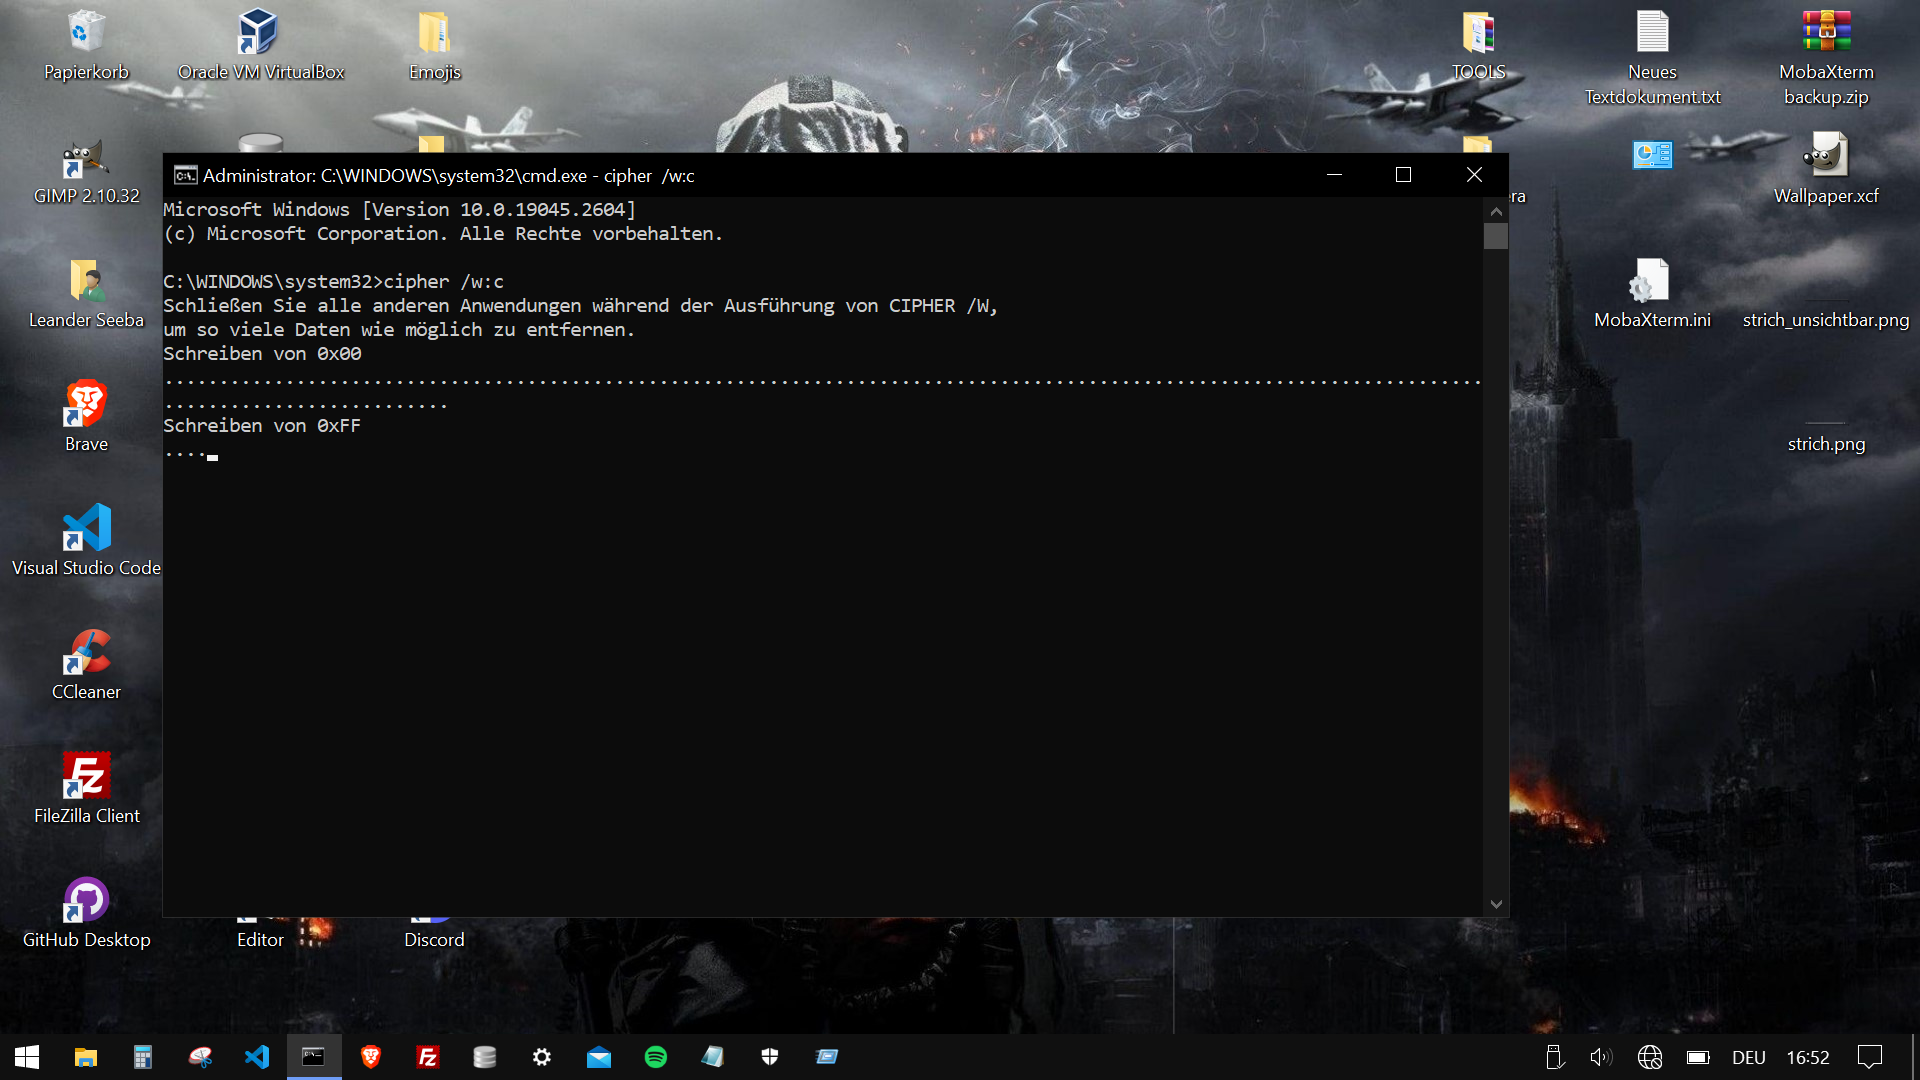 Papierkorb
Oracle VM VirtualBox
Emojis
TOOLS
Neues
Textdokument.txt
MobaXterm
backup.zip
GIMP 2.10.32
Wallpaper.xcf
Leander Seeba
MobaXterm.ini
strich_unsichtbar.png
Brave
strich.png
Visual Studio Code
CCleaner
FileZilla Client
GitHub Desktop
Editor
Discord
Administrator: C:\WINDOWS\system32\cmd.exe - cipher  /w:c
Microsoft Windows [Version 10.0.19045.2604]
(c) Microsoft Corporation. Alle Rechte vorbehalten.
C:\WINDOWS\system32>cipher /w:c
Schließen Sie alle anderen Anwendungen während der Ausführung von CIPHER /W,
um so viele Daten wie möglich zu entfernen.
Schreiben von 0x00
........................................................................................................................
..........................
Schreiben von 0xFF
....
DEU
16:52